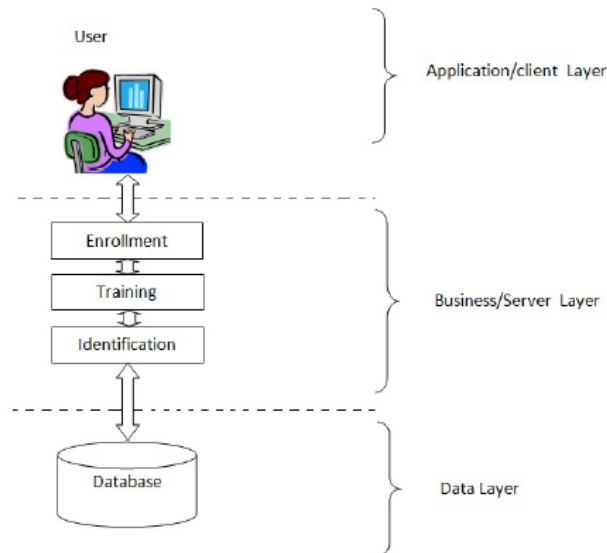 User
Application/client Layer
Enrollment
Training
Business/Server Layer
Identification
Database
Data Layer